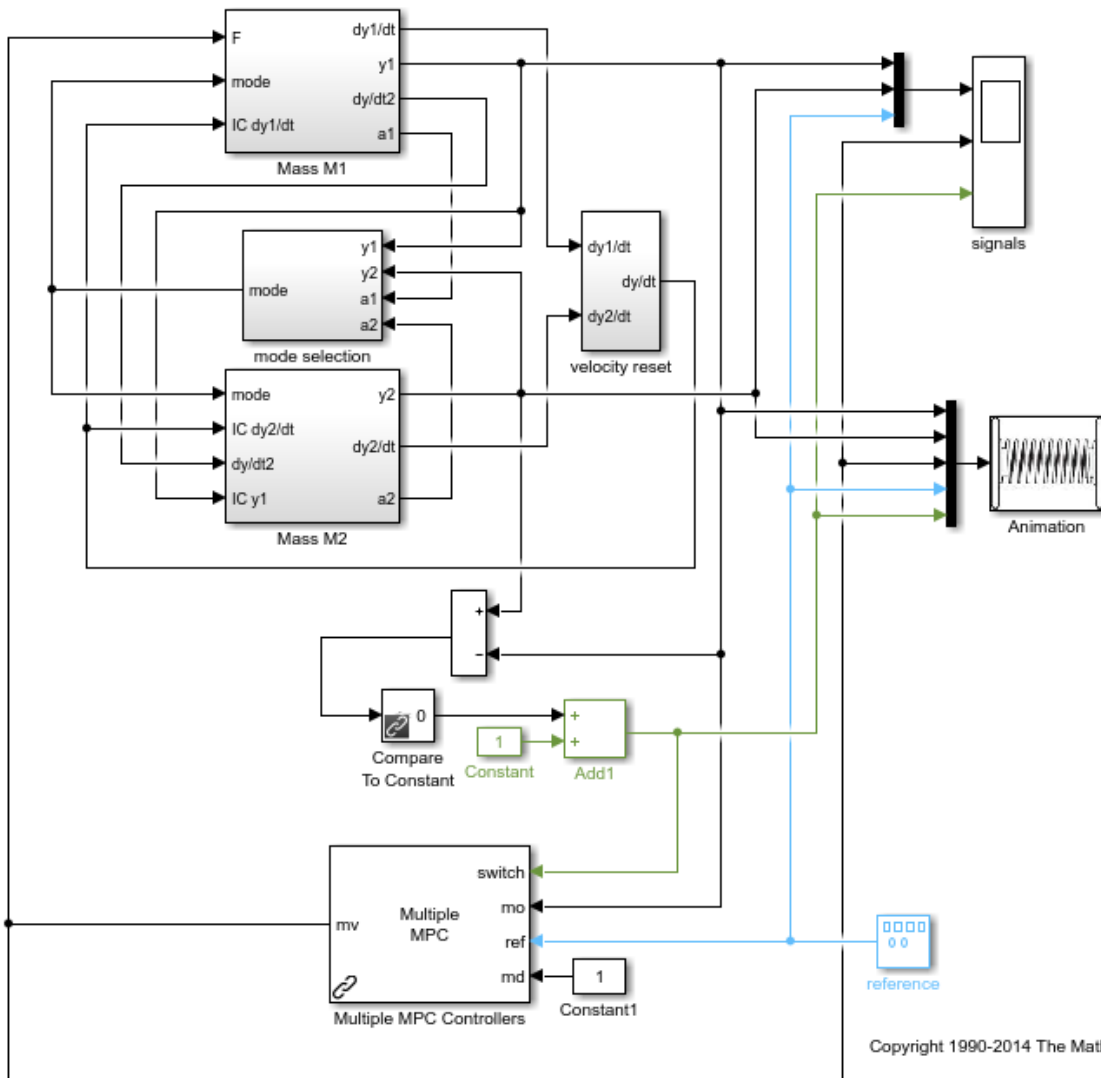 F
mode
IC dy1/dt
dy1/dt
y1
dy/dt2
a1
Mass M1
signals
mode
y1
y2
a1
a2
mode selection
dy1/dt
dy2/dt
dy/dt
velocity reset
mode
IC dy2/dt
dy/dt2
IC y1
y2
dy2/dt
a2
Mass M2
Animation
+
−
0
Compare
To Constant
1
Constant
+
+
Add1
mv
Multiple
MPC
switch
mo
ref
md
Multiple MPC Controllers
1
Constant1
0 0
reference
Copyright 1990-2014 The Mat